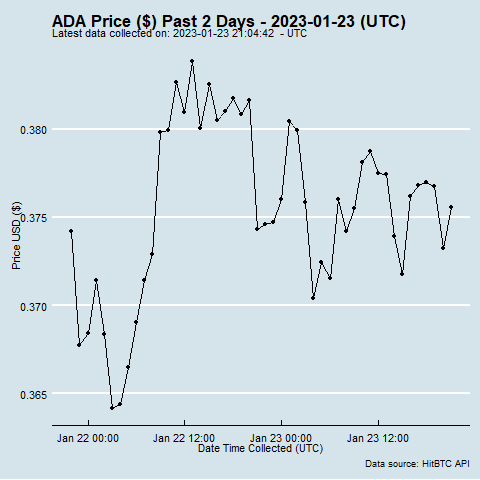 ADA Price ($) Past 2 Days - 2023-01-23 (UTC)
Latest data collected on: 2023-01-23 21:04:42 - UTC
Price USD ($)
0.380
0.375
0.370
0.365
Jan 22 00:00
Jan 22 12:00
Jan 23 00:00
Jan 23 12:00
Date Time Collected (UTC)
Data source: HitBTC API